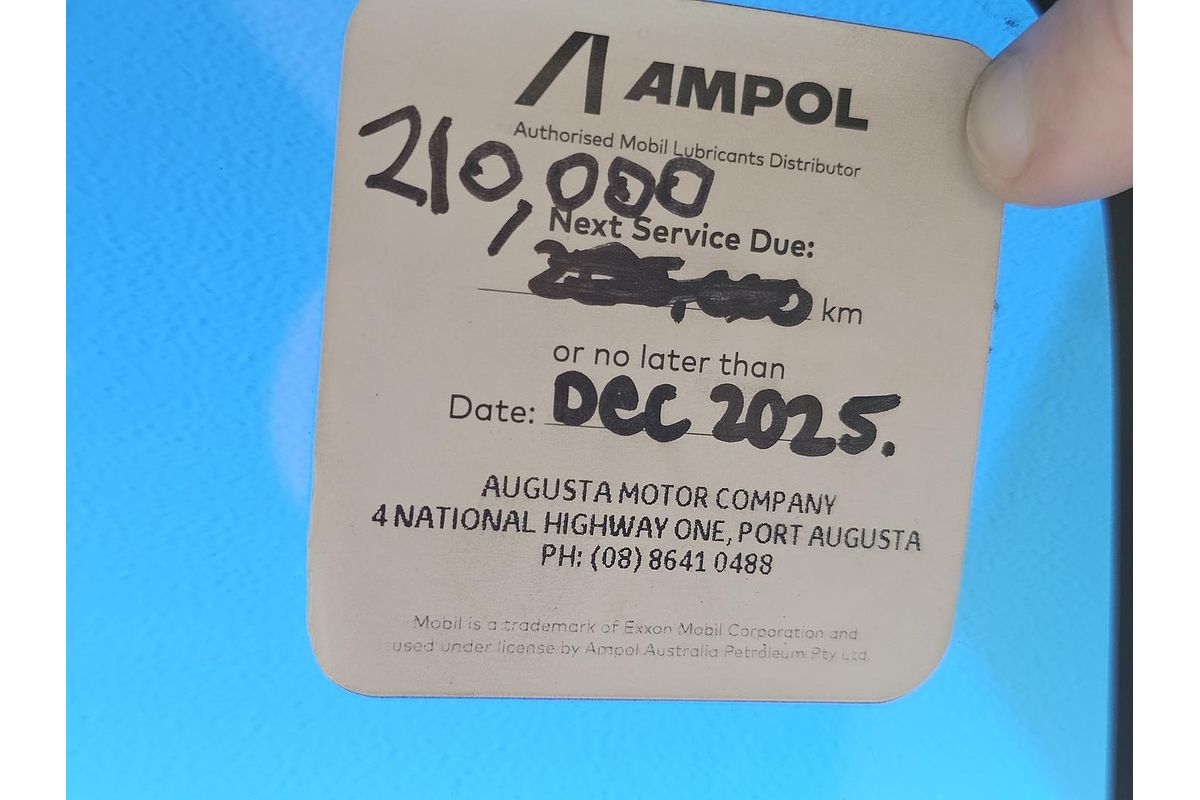 AMPOL
Authorised Mobil Lubricants Distributor
210,000
Next Service Due:
km
or no later than
Date: Dec 2025.
AUGUSTA MOTOR COMPANY
4 NATIONAL HIGHWAY ONE, PORT AUGUSTA
PH: (08) 8641 0488
Mobil is a trademark of Exxon Mobil Corporation and
used under license by Ampol Australia Petroleum Pty Ltd.